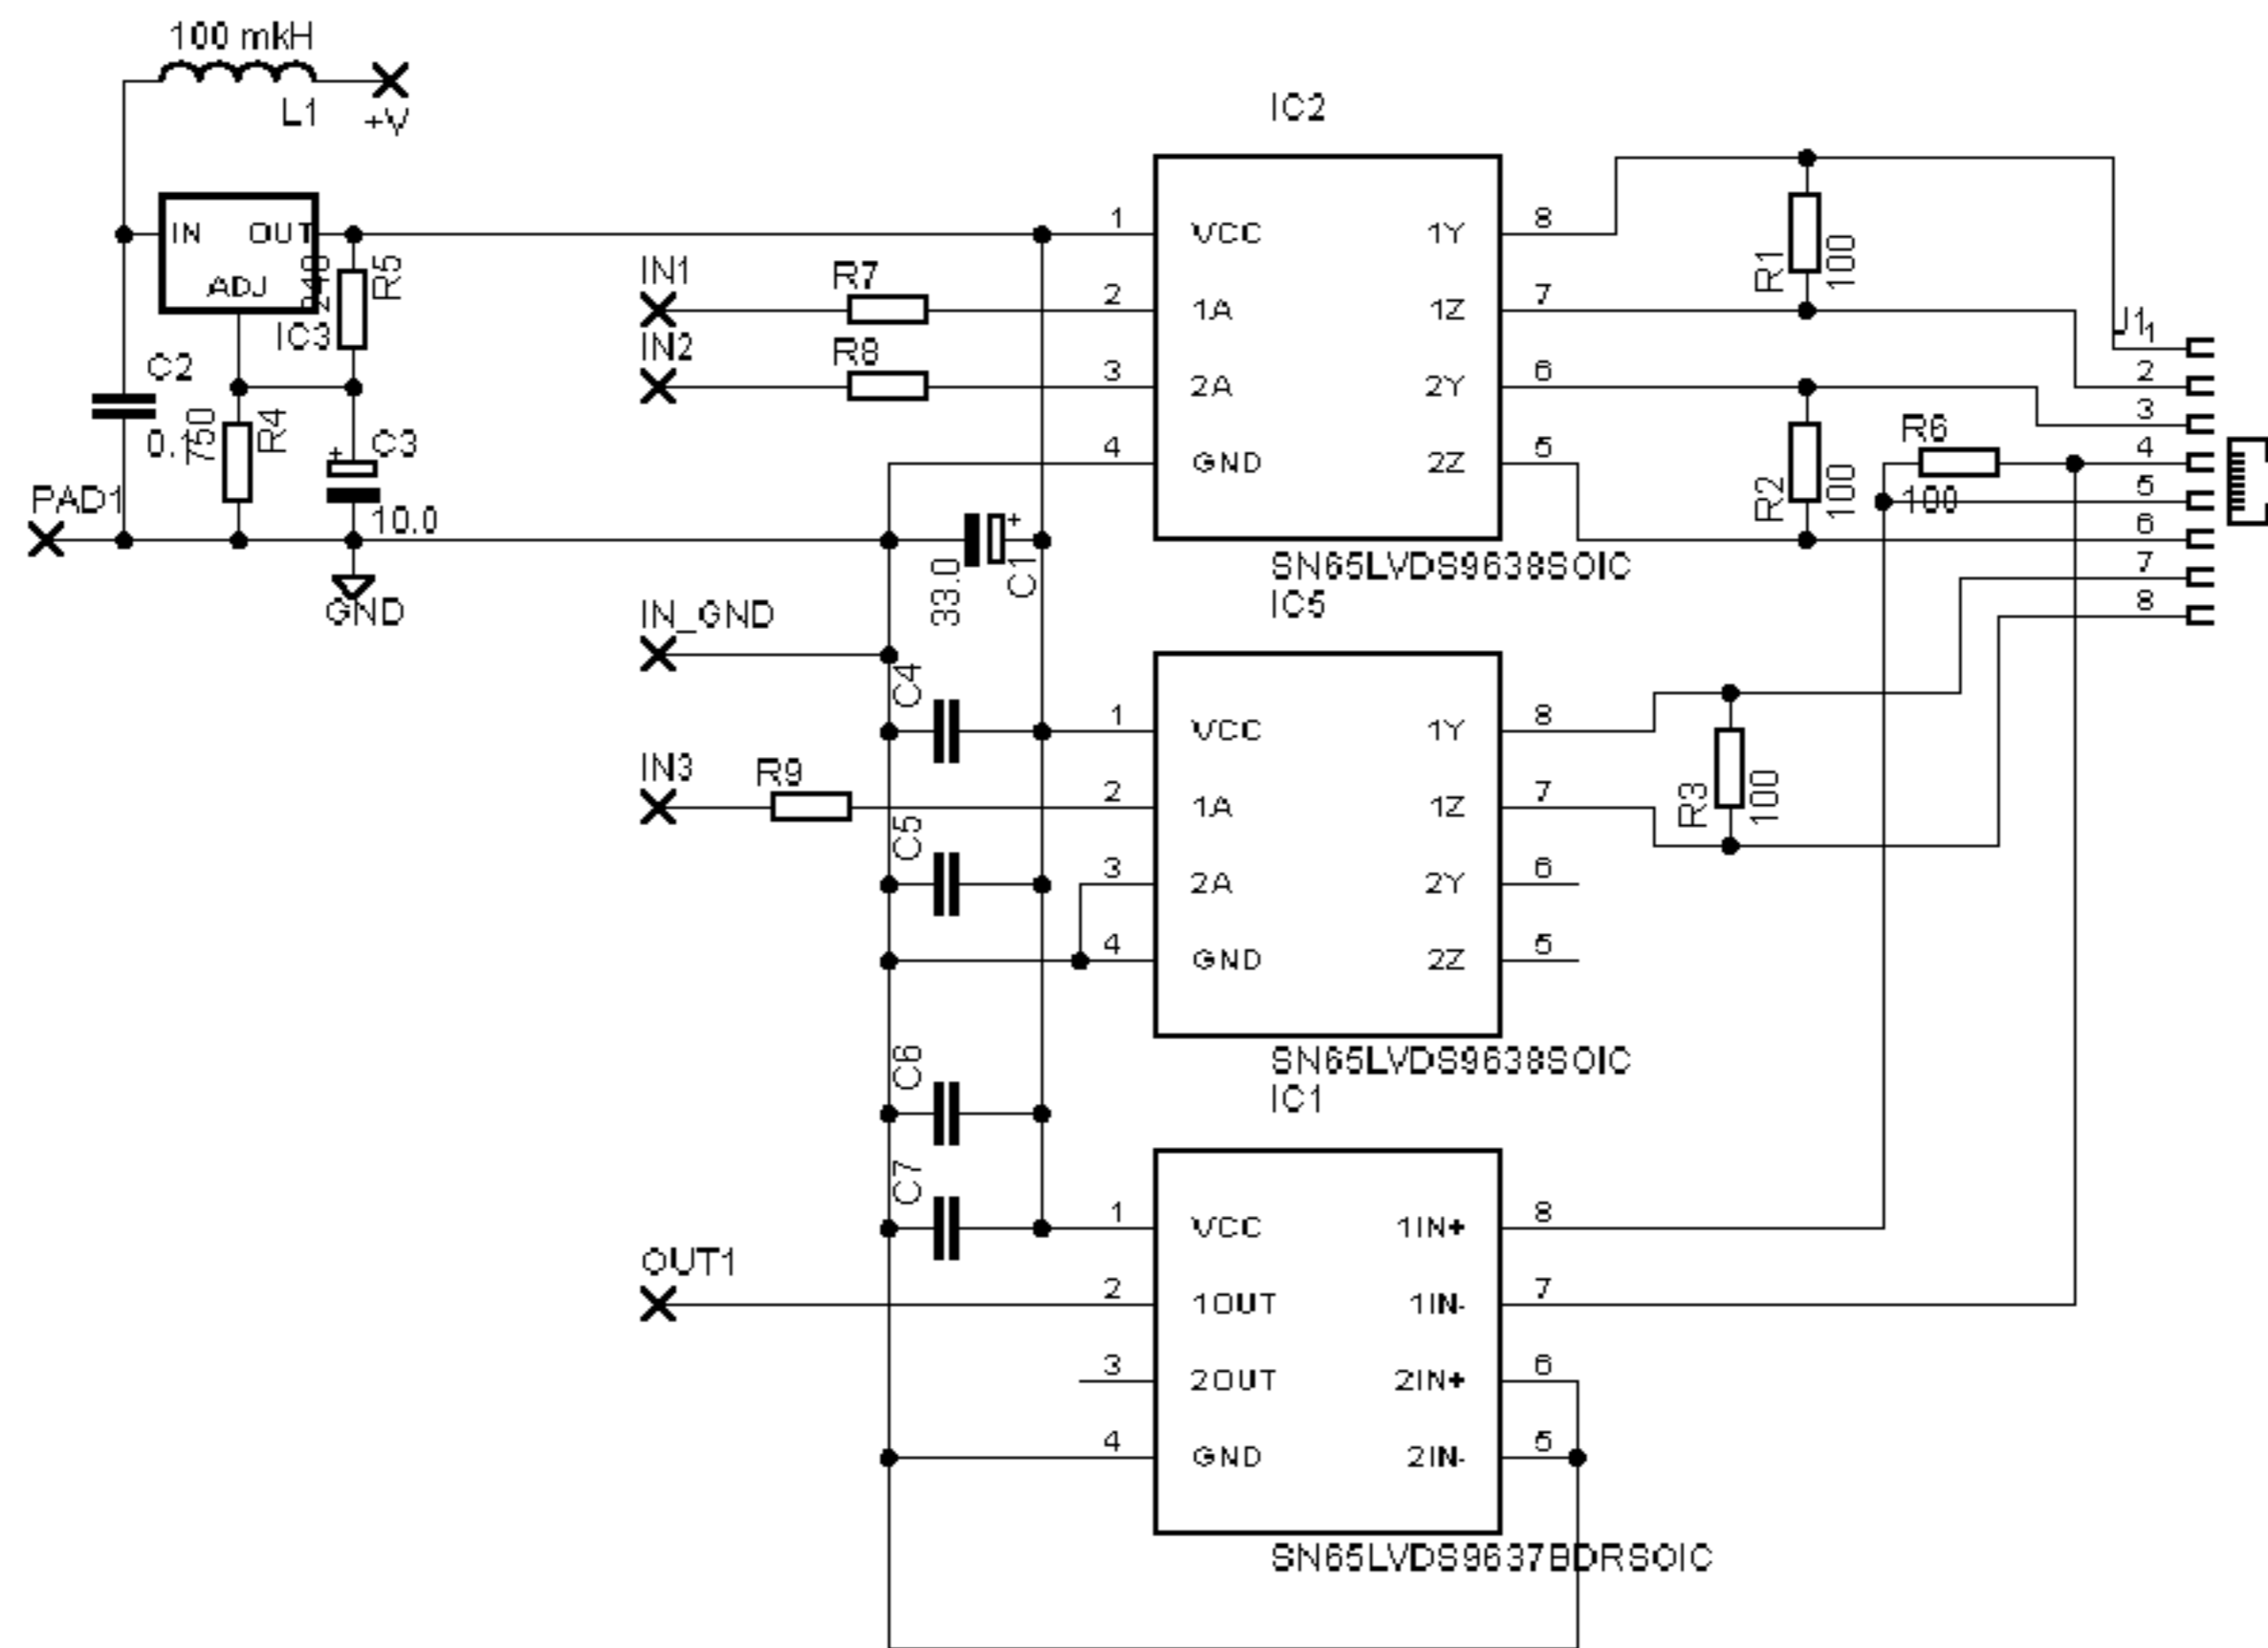 100 mkH
L1
+V
IN OUT
ADJ
240
R5
IC3
C2
0.1
750
R4
C3
+
10.0
PAD1
GND
IN1
R7
IN2
R8
IC2
1 VCC 1Y 8
2 1A 1Z 7
3 2A 2Y 6
4 GND 2Z 5
SN65LVDS9638SOIC
R1
100
R2
100
R6
100
J1
1
2
3
4
5
6
7
8
33.0
+
C1
IN_GND
C4
IN3
R9
C5
IC5
1 VCC 1Y 8
2 1A 1Z 7
3 2A 2Y 6
4 GND 2Z 5
SN65LVDS9638SOIC
R3
100
C6
C7
OUT1
IC1
1 VCC 1IN+ 8
2 1OUT 1IN- 7
3 2OUT 2IN+ 6
4 GND 2IN- 5
SN65LVDS9637BDRSOIC